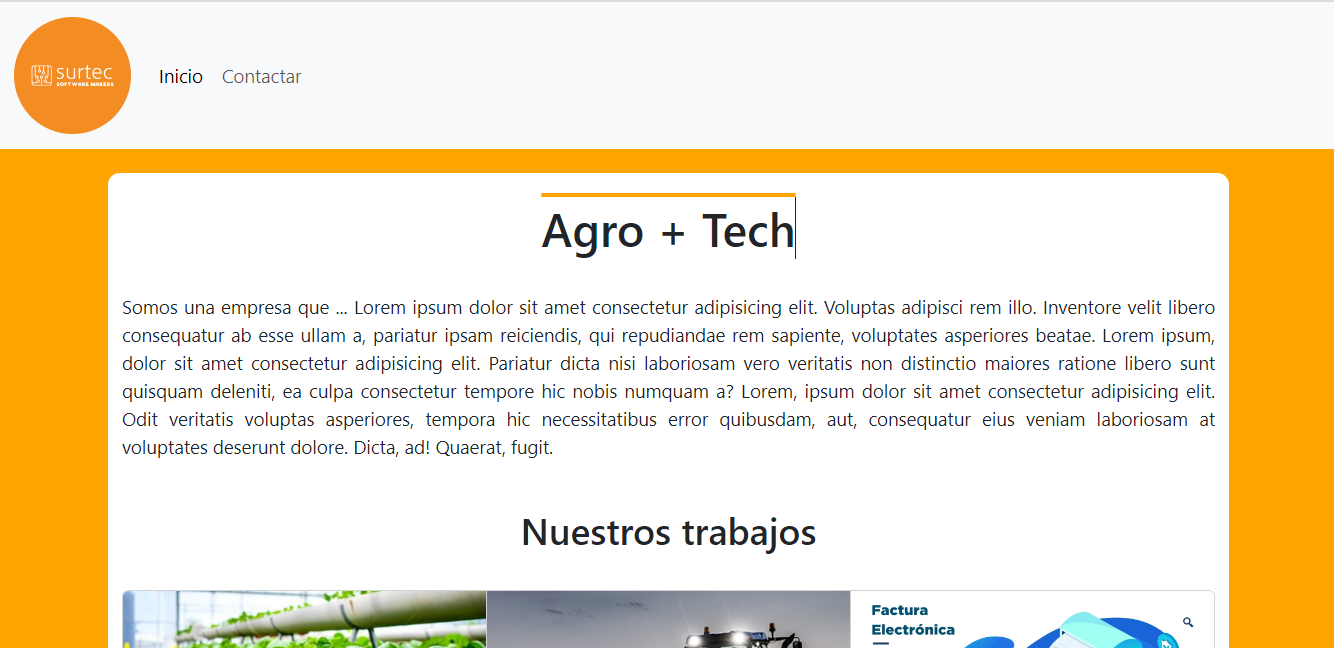 surtec
SOFTWARE MAKERS
Inicio Contactar
Agro + Tech
Somos una empresa que ... Lorem ipsum dolor sit amet consectetur adipisicing elit. Voluptas adipisci rem illo. Inventore velit libero
consequatur ab esse ullam a, pariatur ipsam reiciendis, qui repudiandae rem sapiente, voluptates asperiores beatae. Lorem ipsum,
dolor sit amet consectetur adipisicing elit. Pariatur dicta nisi laboriosam vero veritatis non distinctio maiores ratione libero sunt
quisquam deleniti, ea culpa consectetur tempore hic nobis numquam a? Lorem, ipsum dolor sit amet consectetur adipisicing elit.
Odit veritatis voluptas asperiores, tempora hic necessitatibus error quibusdam, aut, consequatur eius veniam laboriosam at
voluptates deserunt dolore. Dicta, ad! Quaerat, fugit.
Nuestros trabajos
Factura
Electrónica